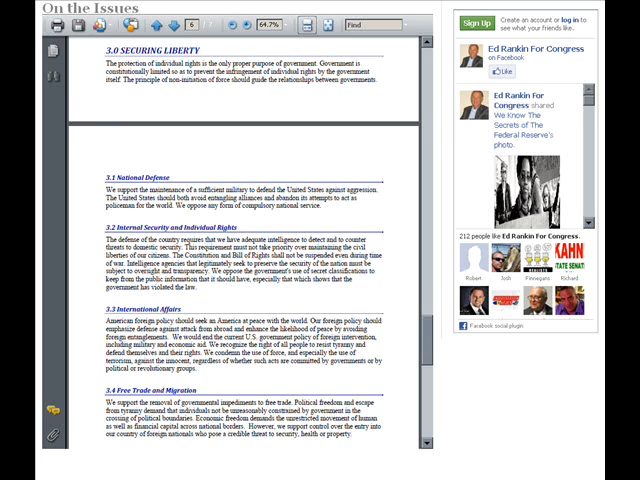 On the Issues
6 / 7
64.7%
Find
3.0 SECURING LIBERTY
The protection of individual rights is the only proper purpose of government. Government is
constitutionally limited so as to prevent the infringement of individual rights by the government
itself. The principle of non-initiation of force should guide the relationships between governments.
3.1 National Defense
We support the maintenance of a sufficient military to defend the United States against aggression.
The United States should both avoid entangling alliances and abandon its attempts to act as
policeman for the world. We oppose any form of compulsory national service.
3.2 Internal Security and Individual Rights
The defense of the country requires that we have adequate intelligence to detect and to counter
threats to domestic security. This requirement must not take priority over maintaining the civil
liberties of our citizens. The Constitution and Bill of Rights shall not be suspended even during time
of war. Intelligence agencies that legitimately seek to preserve the security of the nation must be
subject to oversight and transparency. We oppose the government's use of secret classifications to
keep from the public information that it should have, especially that which shows that the
government has violated the law.
3.3 International Affairs
American foreign policy should seek an America at peace with the world. Our foreign policy should
emphasize defense against attack from abroad and enhance the likelihood of peace by avoiding
foreign entanglements. We would end the current U.S. government policy of foreign intervention,
including military and economic aid. We recognize the right of all people to resist tyranny and
defend themselves and their rights. We condemn the use of force, and especially the use of
terrorism, against the innocent, regardless of whether such acts are committed by governments or by
political or revolutionary groups.
3.4 Free Trade and Migration
We support the removal of governmental impediments to free trade. Political freedom and escape
from tyranny demand that individuals not be unreasonably constrained by government in the
crossing of political boundaries. Economic freedom demands the unrestricted movement of human
as well as financial capital across national borders. However, we support control over the entry into
our country of foreign nationals who pose a credible threat to security, health or property.
Sign Up
Create an account or log in to
see what your friends like.
Ed Rankin For Congress
on Facebook
Like
Ed Rankin For
Congress shared
We Know The
Secrets of The
Federal Reserve's
photo.
212 people like Ed Rankin For Congress.
KAHN
STATE SENAT
Robert
Josh
Finnegans
Richard
Facebook social plugin